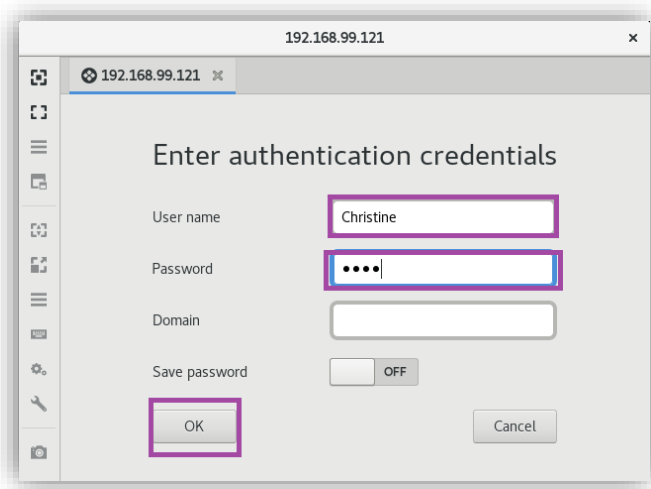 192.168.99.121
192.168.99.121
Enter authentication credentials
User name Christine
Password ••••
Domain
Save password OFF
OK Cancel